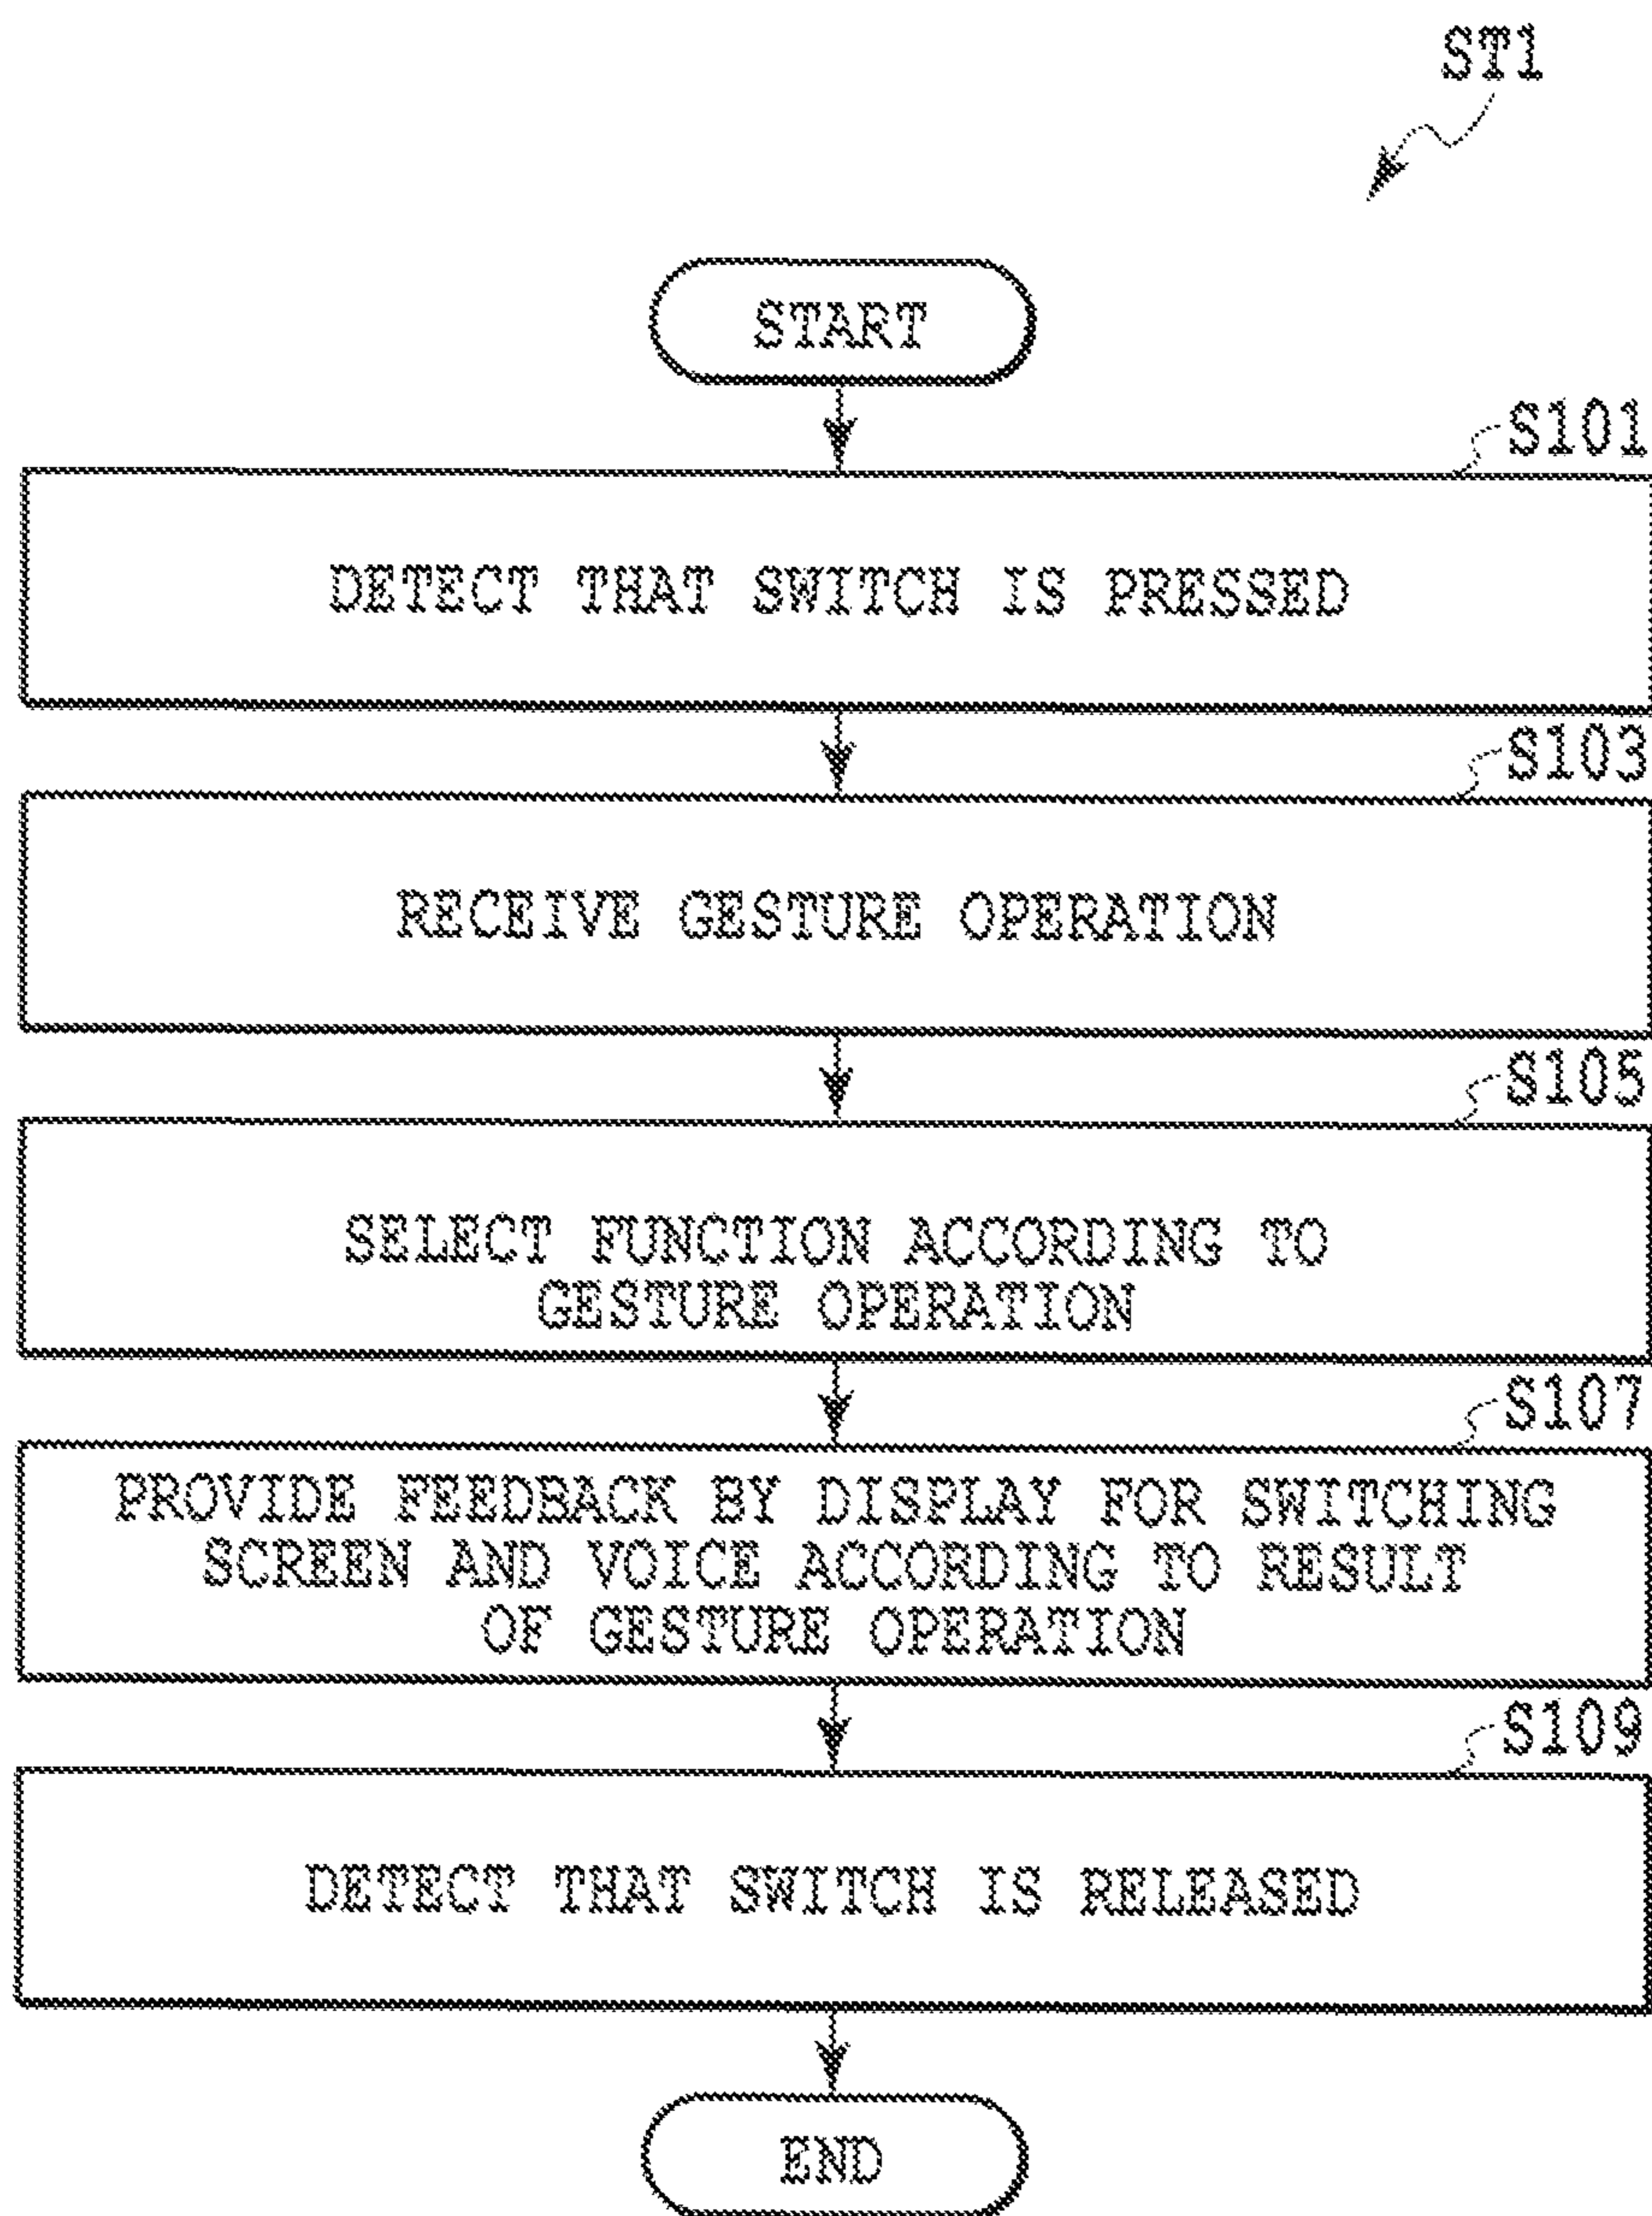 ST1
START
S101
DETECT THAT SWITCH IS PRESSED
S103
RECEIVE GESTURE OPERATION
S105
SELECT FUNCTION ACCORDING TO
GESTURE OPERATION
S107
PROVIDE FEEDBACK BY DISPLAY FOR SWITCHING
SCREEN AND VOICE ACCORDING TO RESULT
OF GESTURE OPERATION
S109
DETECT THAT SWITCH IS RELEASED
END